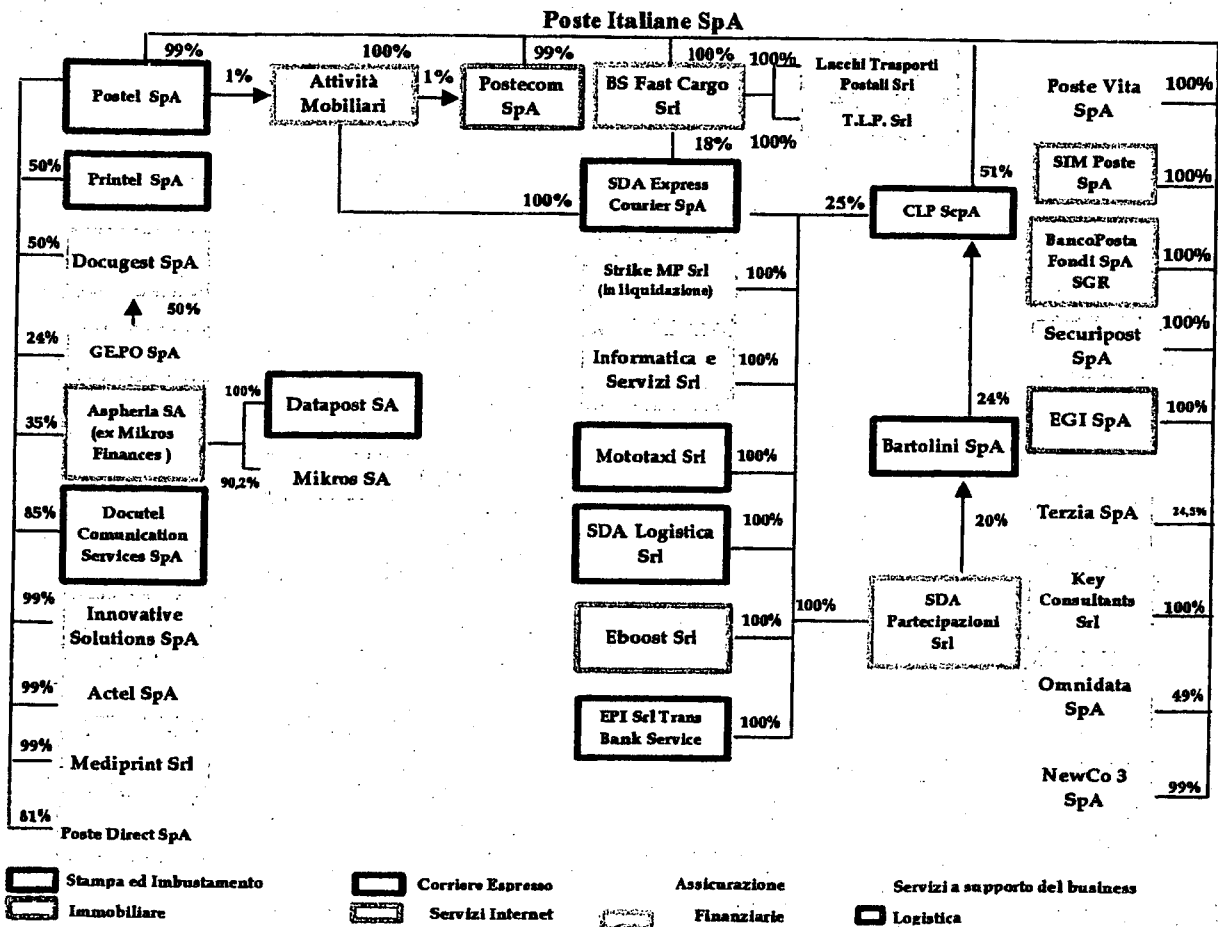 Poste Italiane SpA
99%
100%
99%
100%
100%
Postel SpA
1%
Attività
Mobiliari
1%
Postecom
SpA
BS Fast Cargo
Srl
Lacchi Trasporti
Postali Srl
T.L.P. Srl
100%
Poste Vita
SpA
100%
18%
50%
Printel SpA
100%
SDA Express
Courier SpA
25%
51%
CLP ScpA
SIM Poste
SpA
100%
50%
Docugest SpA
Strike MP Srl
(in liquidazione)
100%
BancoPosta
Fondi SpA
SGR
100%
50%
24%
GE.PO SpA
Informatica e
Servizi Srl
100%
Securipost
SpA
100%
35%
Aspheria SA
(ex Mikros
Finances )
100%
Datapost SA
90,2%
Mikros SA
Mototaxi Srl
100%
24%
Bartolini SpA
EGI SpA
100%
85%
Docutel
Comunication
Services SpA
SDA Logistica
Srl
100%
20%
Terzia SpA
24,5%
99%
Innovative
Solutions SpA
Eboost Srl
100%
100%
SDA
Partecipazioni
Srl
Key
Consultants
Srl
100%
99%
Actel SpA
EPI Srl Trans
Bank Service
100%
Omnidata
SpA
49%
99%
Mediprint Srl
NewCo 3
SpA
99%
81%
Poste Direct SpA
Stampa ed Imbustamento
Corriere Espresso
Assicurazione
Servizi a supporto del business
Immobiliare
Servizi Internet
Finanziarie
Logistica